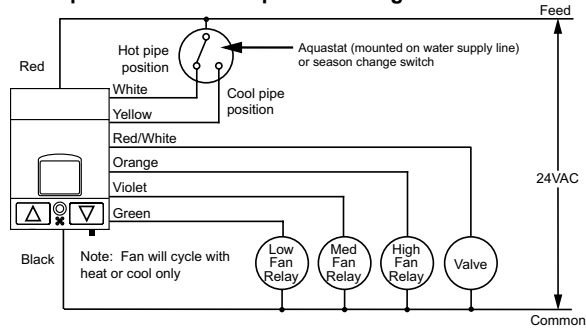 Feed
Hot pipe
position
Aquastat (mounted on water supply line)
or season change switch
Red
White
Cool pipe
position
Yellow
Red/White
Orange
24VAC
Violet
Green
Black
Note: Fan will cycle with
heat or cool only
Low
Fan
Relay
Med
Fan
Relay
High
Fan
Relay
Valve
Common